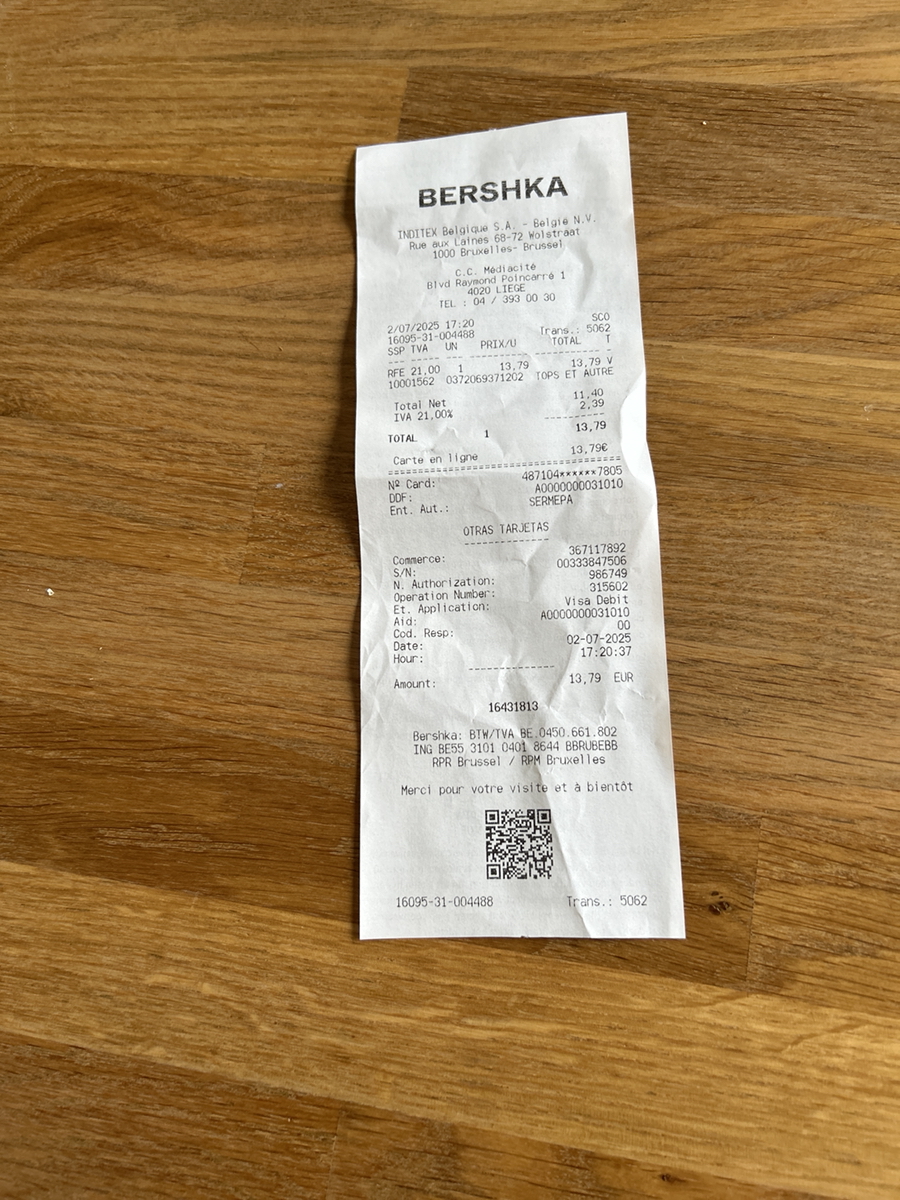 BERSHKA
INDITEX Belgique S.A. - België N.V.
Rue aux Laines 68-72 Wolstraat
1000 Bruxelles- Brussel
C.C. Médiacité
Blvd Raymond Poincarré 1
4020 LIEGE
TEL : 04 / 393 00 30
SCO
2/07/2025 17:20
16095-31-004488 Trans.: 5062
SSP TVA UN PRIX/U TOTAL T
RFE 21,00 1 13,79 13,79 V
10001562 0372069371202 TOPS ET AUTRE
Total Net 11,40
IVA 21,00% 2,39
TOTAL 1 13,79
Carte en ligne 13,79€
Nº Card: 487104******7805
DDF: A0000000031010
Ent. Aut.: SERMEPA
OTRAS TARJETAS
Commerce: 367117892
S/N: 00333847506
N. Authorization: 986749
Operation Number: 315602
Et. Application: Visa Debit
Aid: A0000000031010
Cod. Resp: 00
Date: 02-07-2025
Hour: 17:20:37
Amount: 13,79 EUR
16431813
Bershka: BTW/TVA BE.0450.661.802
ING BE55 3101 0401 8644 BBRUBEBB
RPR Brussel / RPM Bruxelles
Merci pour votre visite et à bientôt
16095-31-004488 Trans.: 5062